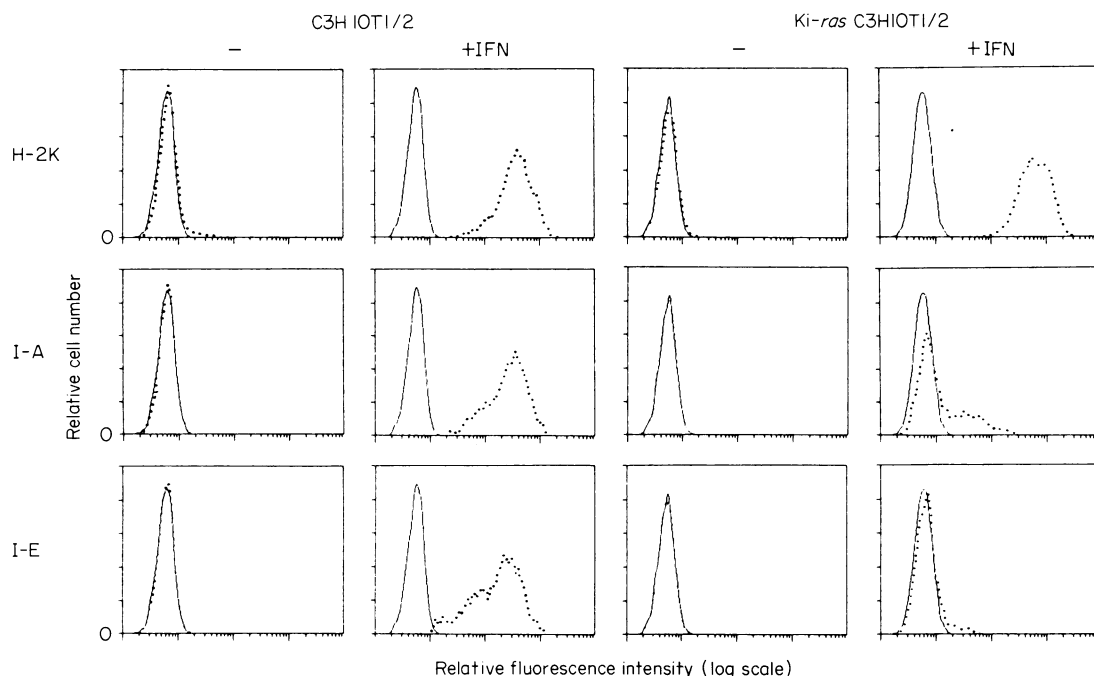 C3H 10T1/2
Ki-ras C3H10T1/2
−
+IFN
−
+IFN
H-2K
I-A
I-E
Relative cell number
0
0
0
Relative fluorescence intensity (log scale)